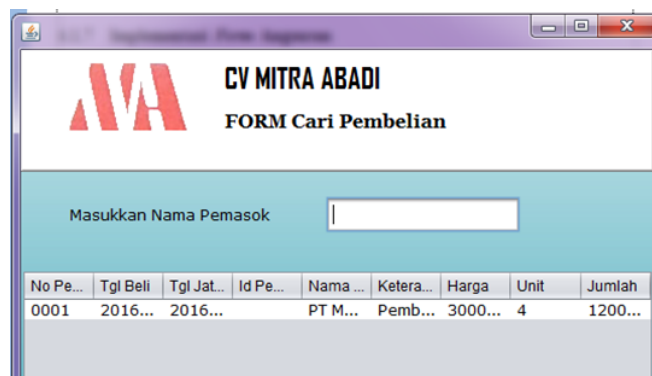 CV MITRA ABADI
FORM Cari Pembelian
Masukkan Nama Pemasok
No Pe... Tgl Beli Tgl Jat... Id Pe... Nama ... Ketera... Harga Unit Jumlah
0001 2016... 2016... PT M... Pemb... 3000... 4 1200...